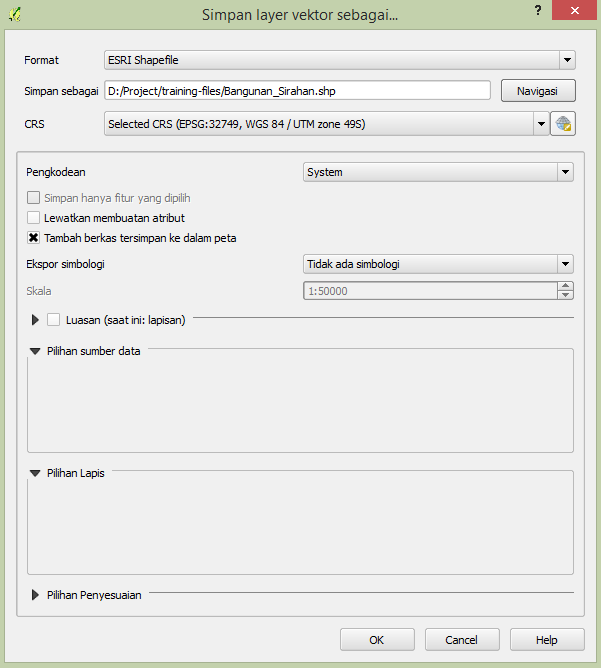 Simpan layer vektor sebagai...
?
Format ESRI Shapefile
Simpan sebagai D:/Project/training-files/Bangunan_Sirahan.shp Navigasi
CRS Selected CRS (EPSG:32749, WGS 84 / UTM zone 49S)
Pengkodean System
Simpan hanya fitur yang dipilih
Lewatkan membuatan atribut
Tambah berkas tersimpan ke dalam peta
Ekspor simbologi Tidak ada simbologi
Skala 1:50000
Luasan (saat ini: lapisan)
Pilihan sumber data
Pilihan Lapis
Pilihan Penyesuaian
OK Cancel Help